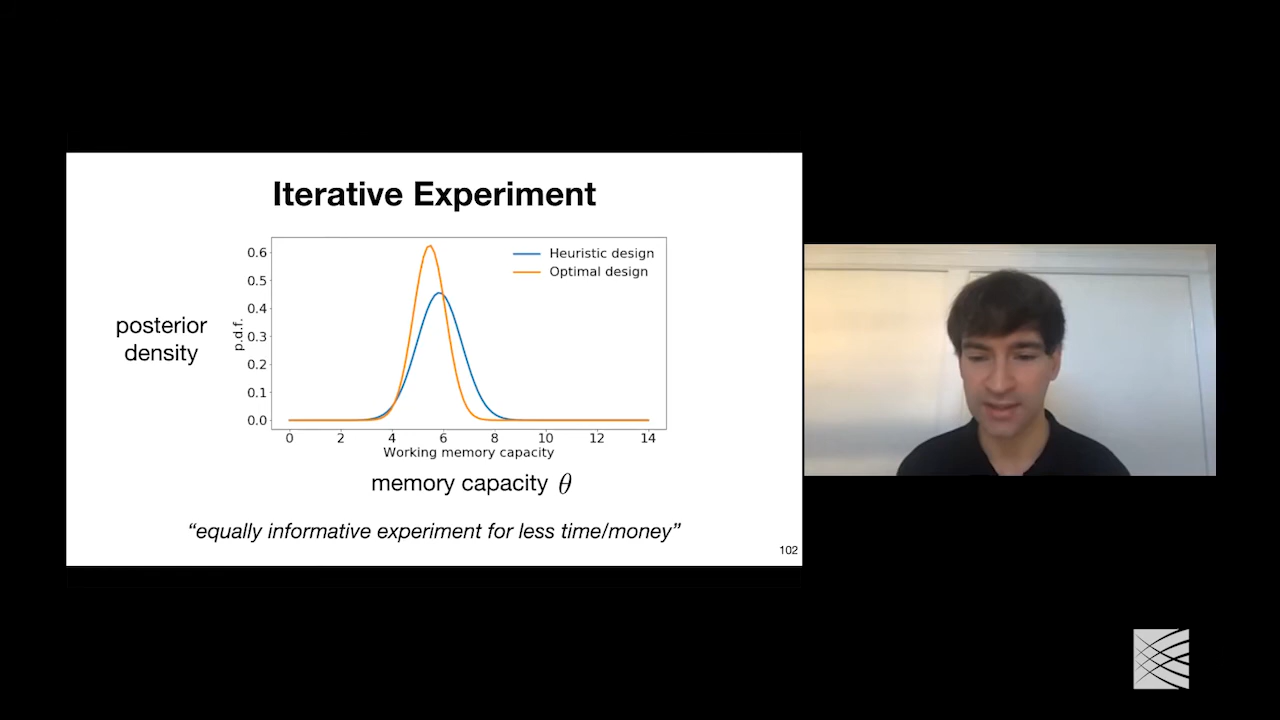 Iterative Experiment
posterior
density
p.d.f.
0.6
0.5
0.4
0.3
0.2
0.1
0.0
Heuristic design
Optimal design
0 2 4 6 8 10 12 14
Working memory capacity
memory capacity θ
“equally informative experiment for less time/money”
102